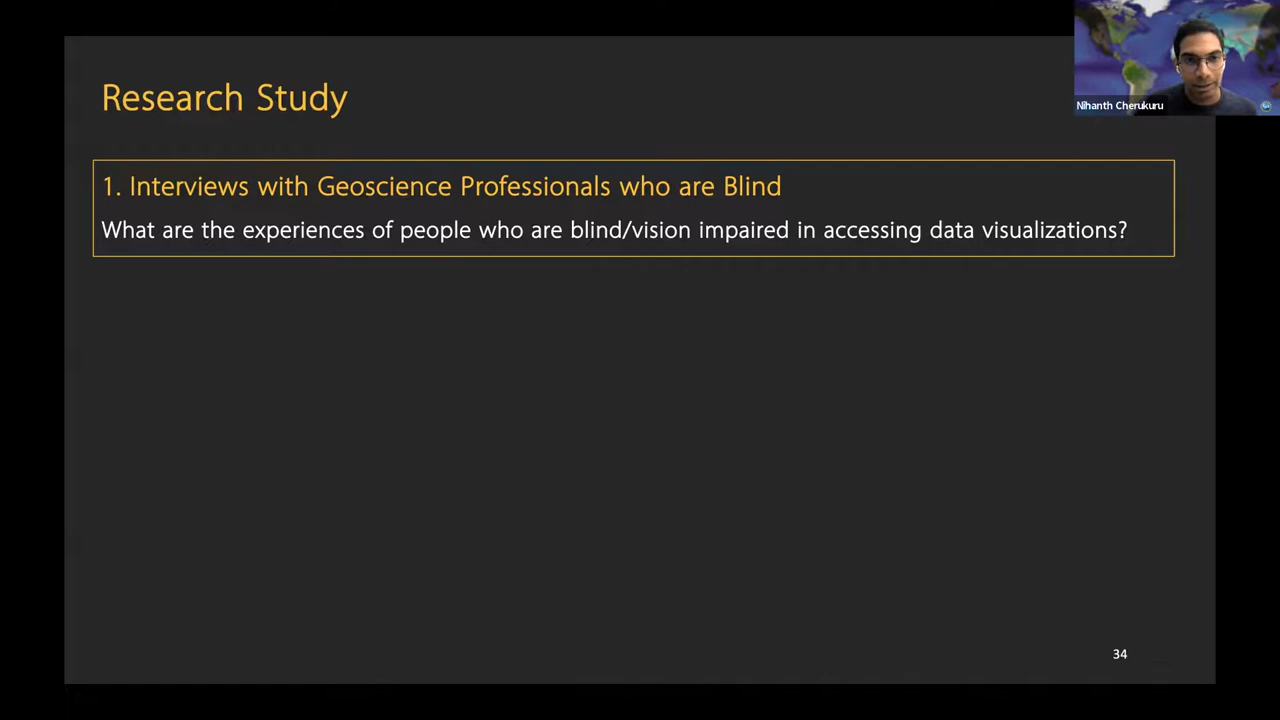 Research Study
Nihanth Cherukuru
1. Interviews with Geoscience Professionals who are Blind
What are the experiences of people who are blind/vision impaired in accessing data visualizations?
34